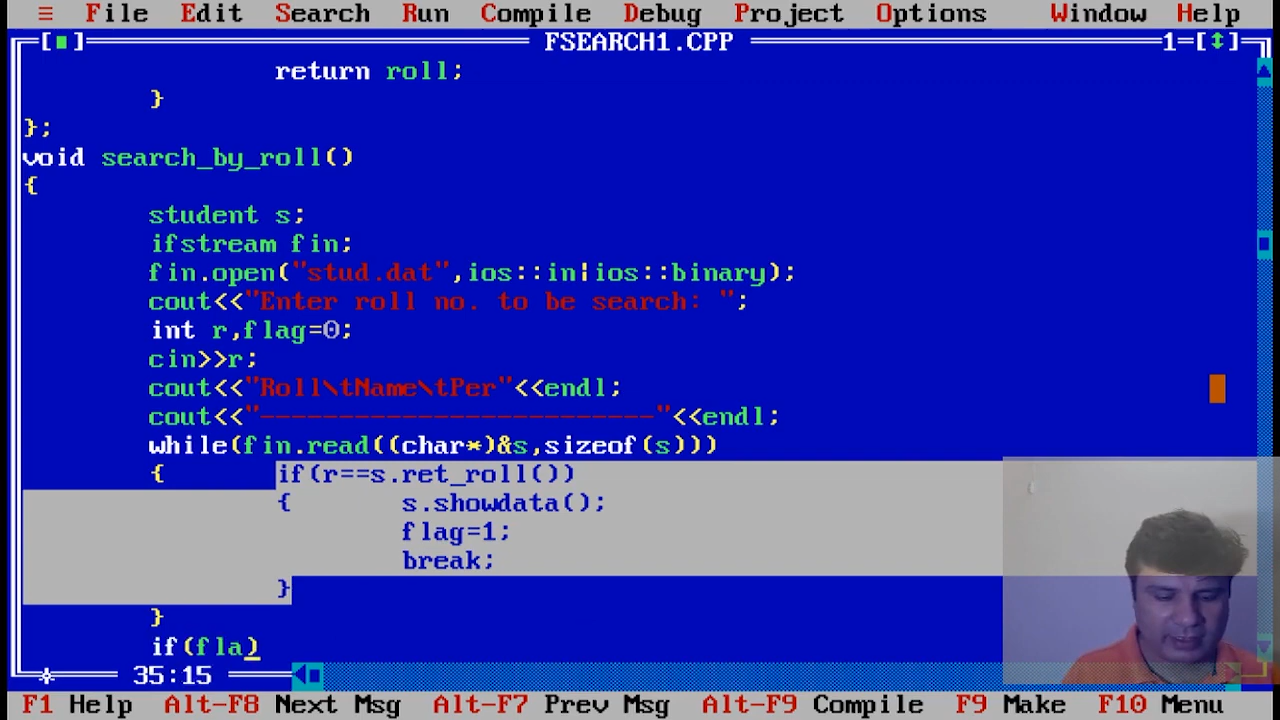 ≡ File Edit Search Run Compile Debug Project Options Window Help
[■] FSEARCH1.CPP 1=[↕]
return roll;
}
};
void search_by_roll()
{
student s;
ifstream fin;
fin.open("stud.dat",ios::in|ios::binary);
cout<<"Enter roll no. to be search: ";
int r,flag=0;
cin>>r;
cout<<"Roll\tName\tPer"<<endl;
cout<<"-------------------------"<<endl;
while(fin.read((char*)&s,sizeof(s)))
{ if(r==s.ret_roll())
{ s.showdata();
flag=1;
break;
}
}
if(fla)
35:15
F1 Help Alt-F8 Next Msg Alt-F7 Prev Msg Alt-F9 Compile F9 Make F10 Menu